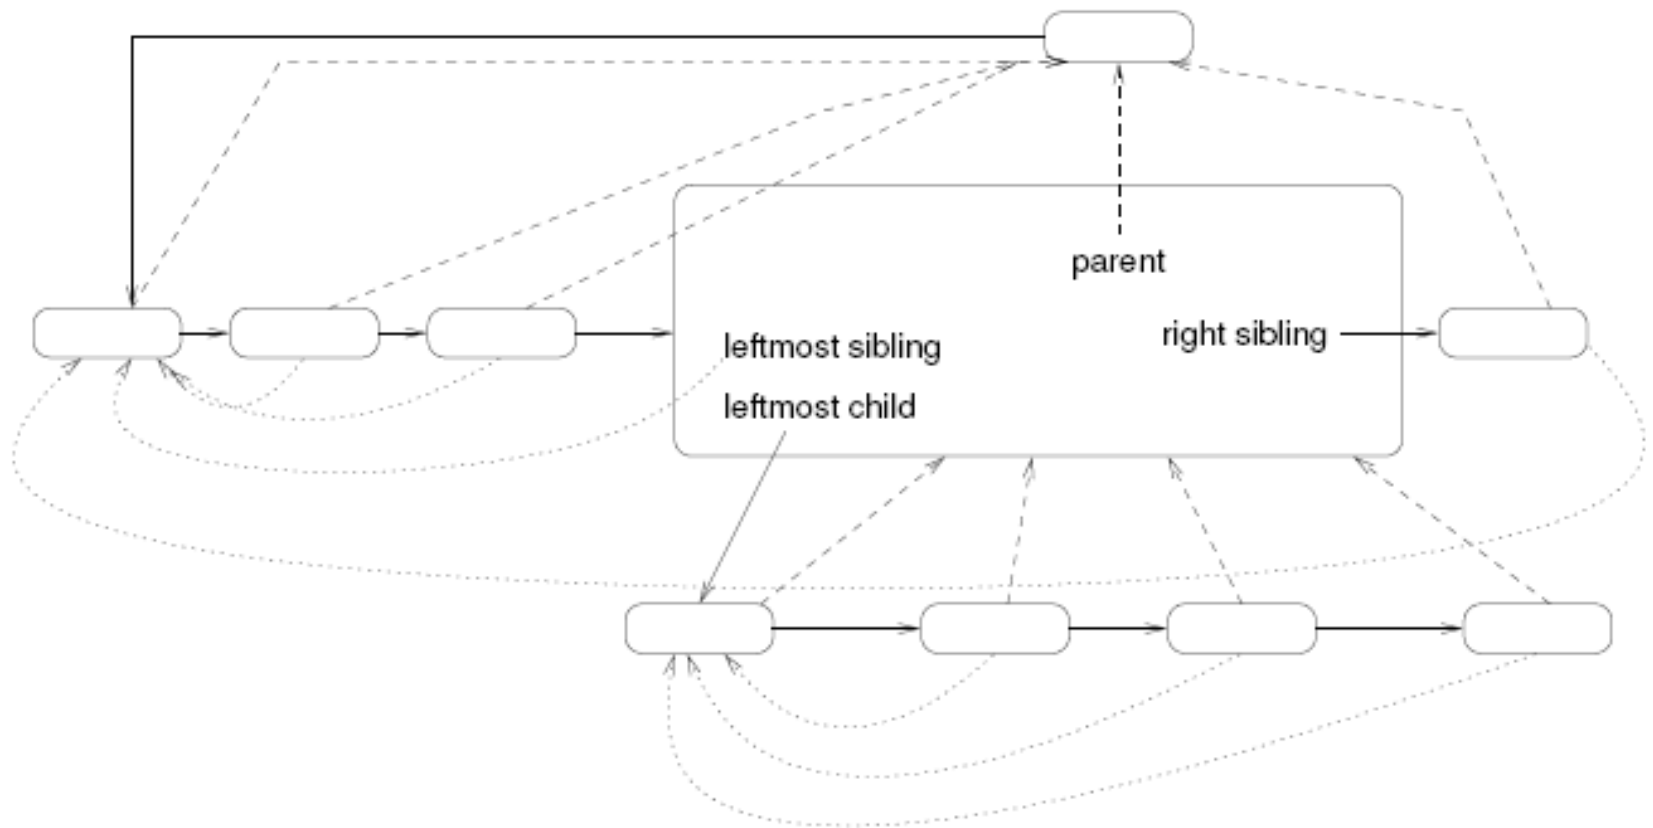 parent
right sibling
leftmost sibling
leftmost child